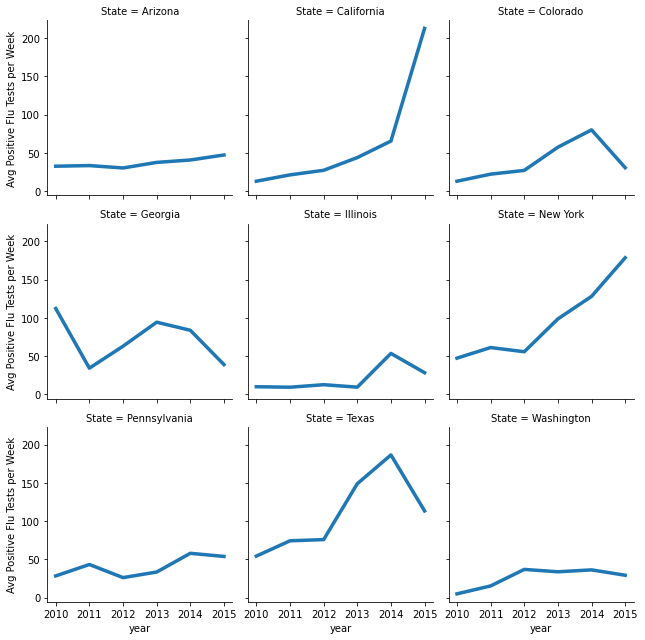 State = Arizona
State = California
State = Colorado
Avg Positive Flu Tests per Week
200
150
100
50
0
State = Georgia
State = Illinois
State = New York
Avg Positive Flu Tests per Week
200
150
100
50
0
State = Pennsylvania
State = Texas
State = Washington
Avg Positive Flu Tests per Week
200
150
100
50
0
2010 2011 2012 2013 2014 2015
2010 2011 2012 2013 2014 2015
2010 2011 2012 2013 2014 2015
year
year
year